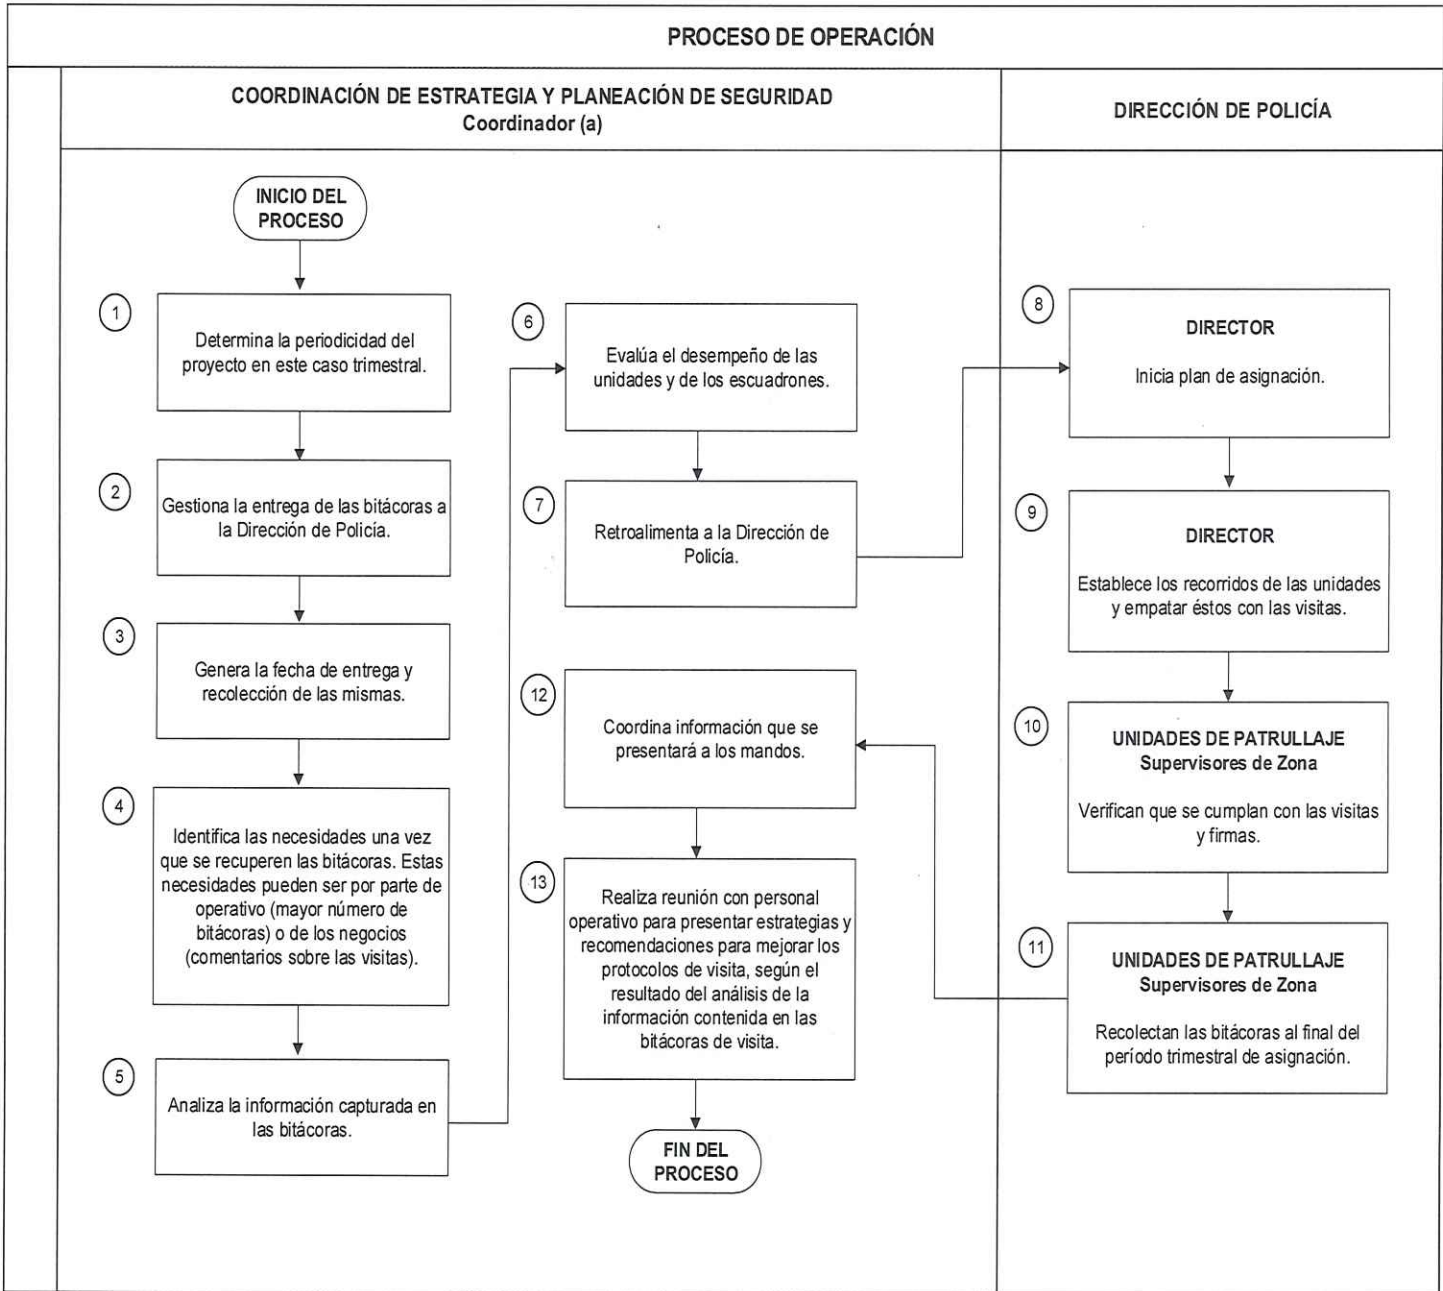 PROCESO DE OPERACIÓN
COORDINACIÓN DE ESTRATEGIA Y PLANEACIÓN DE SEGURIDAD
Coordinador (a)
DIRECCIÓN DE POLICÍA
INICIO DEL
PROCESO
1
Determina la periodicidad del
proyecto en este caso trimestral.
2
Gestiona la entrega de las bitácoras a
la Dirección de Policía.
3
Genera la fecha de entrega y
recolección de las mismas.
4
Identifica las necesidades una vez
que se recuperen las bitácoras. Estas
necesidades pueden ser por parte de
operativo (mayor número de
bitácoras) o de los negocios
(comentarios sobre las visitas).
5
Analiza la información capturada en
las bitácoras.
6
Evalúa el desempeño de las
unidades y de los escuadrones.
7
Retroalimenta a la Dirección de
Policía.
8
DIRECTOR
Inicia plan de asignación.
9
DIRECTOR
Establece los recorridos de las unidades
y empatar éstos con las visitas.
10
UNIDADES DE PATRULLAJE
Supervisores de Zona
Verifican que se cumplan con las visitas
y firmas.
11
UNIDADES DE PATRULLAJE
Supervisores de Zona
Recolectan las bitácoras al final del
período trimestral de asignación.
12
Coordina información que se
presentará a los mandos.
13
Realiza reunión con personal
operativo para presentar estrategias y
recomendaciones para mejorar los
protocolos de visita, según el
resultado del análisis de la
información contenida en las
bitácoras de visita.
FIN DEL
PROCESO